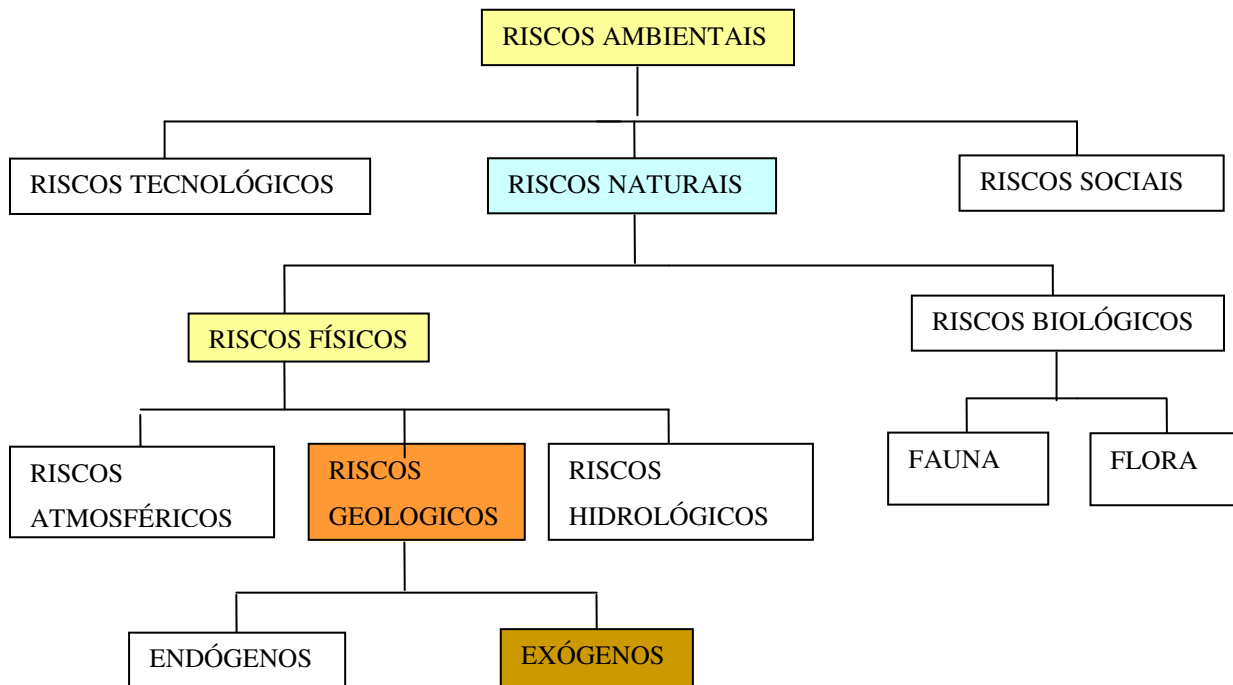 RISCOS AMBIENTAIS
RISCOS TECNOLÓGICOS
RISCOS NATURAIS
RISCOS SOCIAIS
RISCOS FÍSICOS
RISCOS BIOLÓGICOS
RISCOS
ATMOSFÉRICOS
RISCOS
GEOLOGICOS
RISCOS
HIDROLÓGICOS
FAUNA
FLORA
ENDÓGENOS
EXÓGENOS